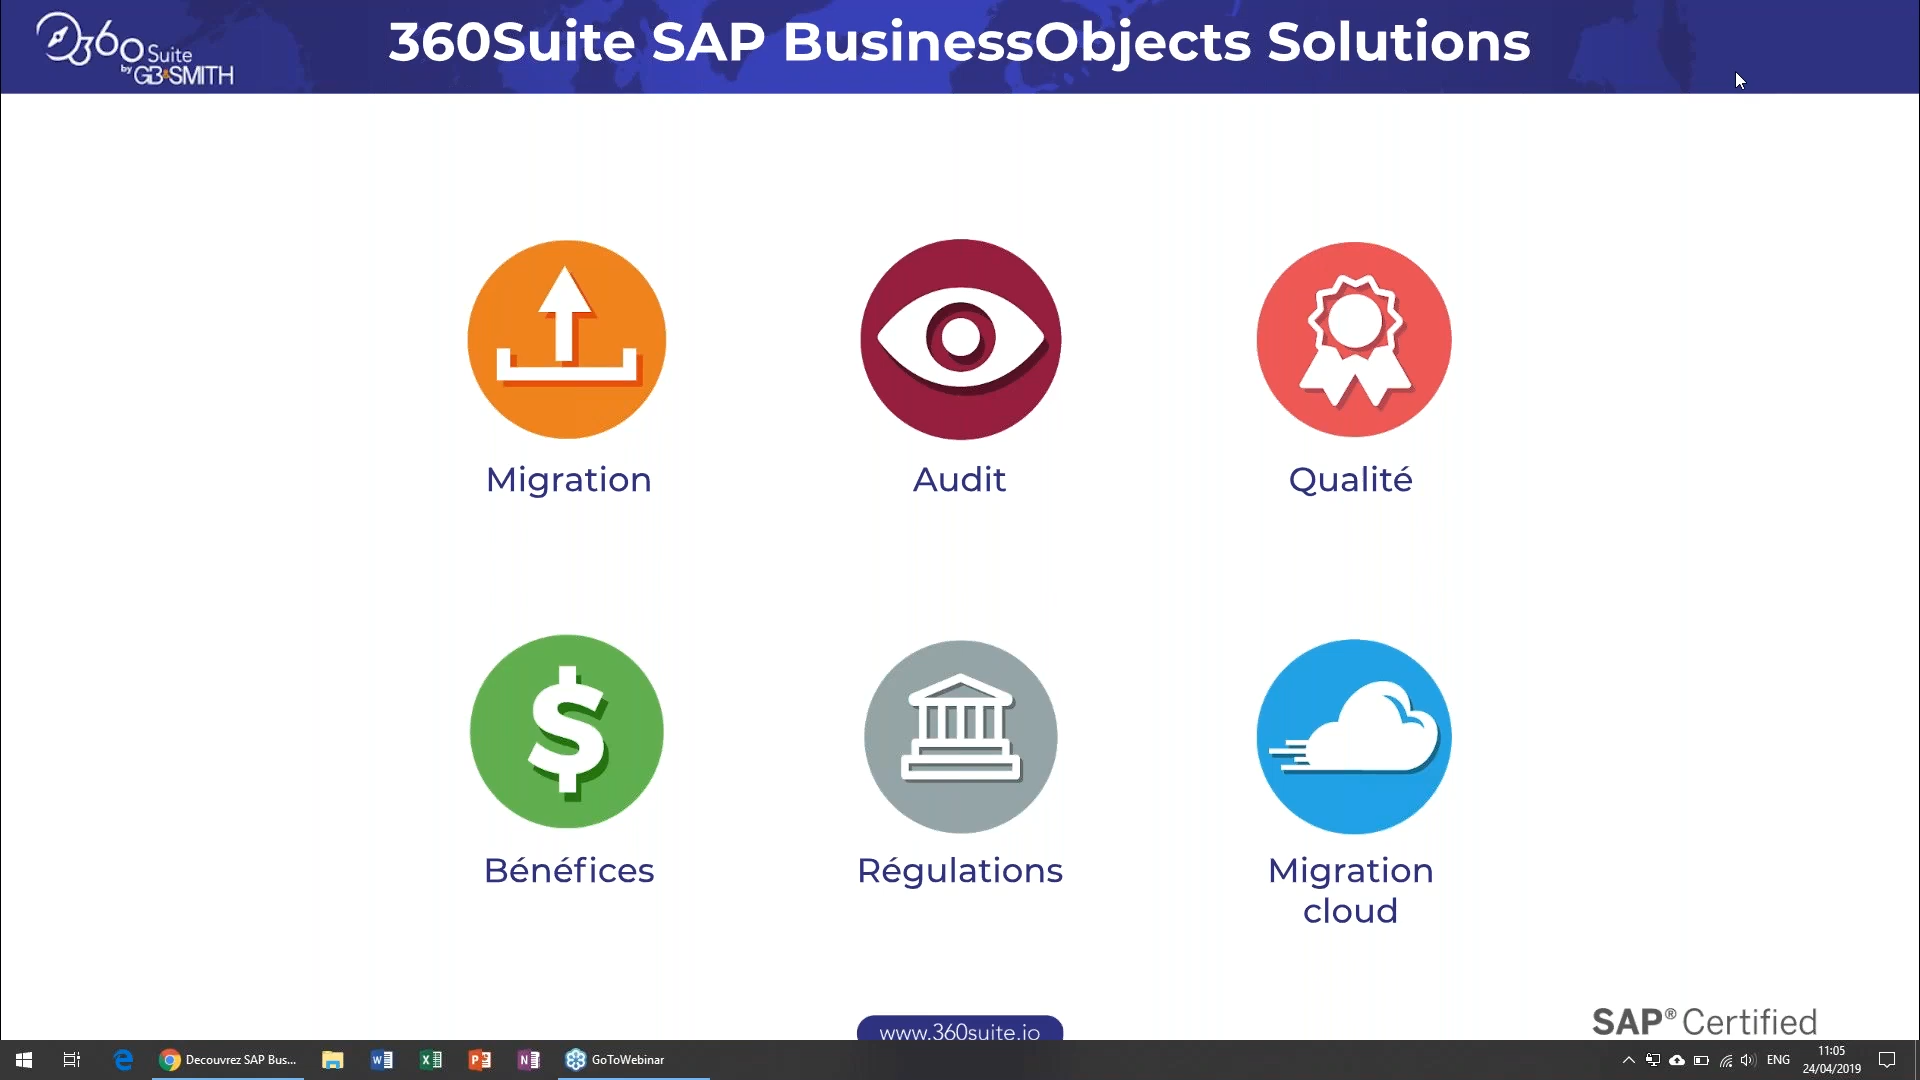 360Suite
by GB&SMITH
360Suite SAP BusinessObjects Solutions
Migration
Audit
Qualité
$
Bénéfices
Régulations
Migration
cloud
www.360suite.io
SAP® Certified
Decouvrez SAP Bus...
GoToWebinar
ENG
11:05
24/04/2019